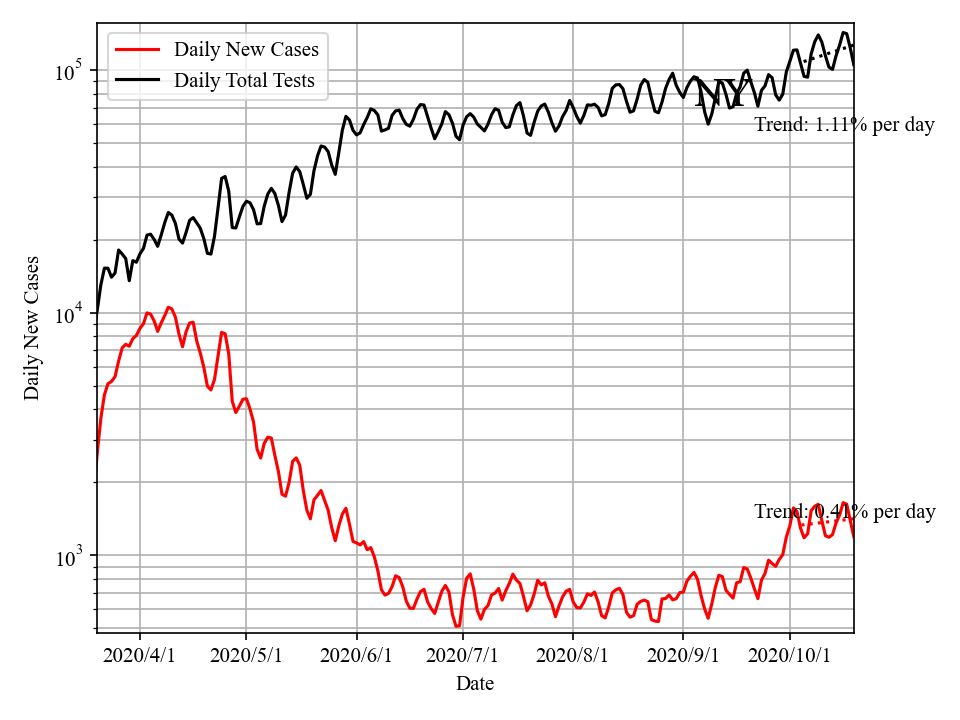 Daily New Cases
Daily Total Tests
10^5
NY
Trend: 1.11% per day
Daily New Cases
10^4
Trend: 0.41% per day
10^3
2020/4/1 2020/5/1 2020/6/1 2020/7/1 2020/8/1 2020/9/1 2020/10/1
Date